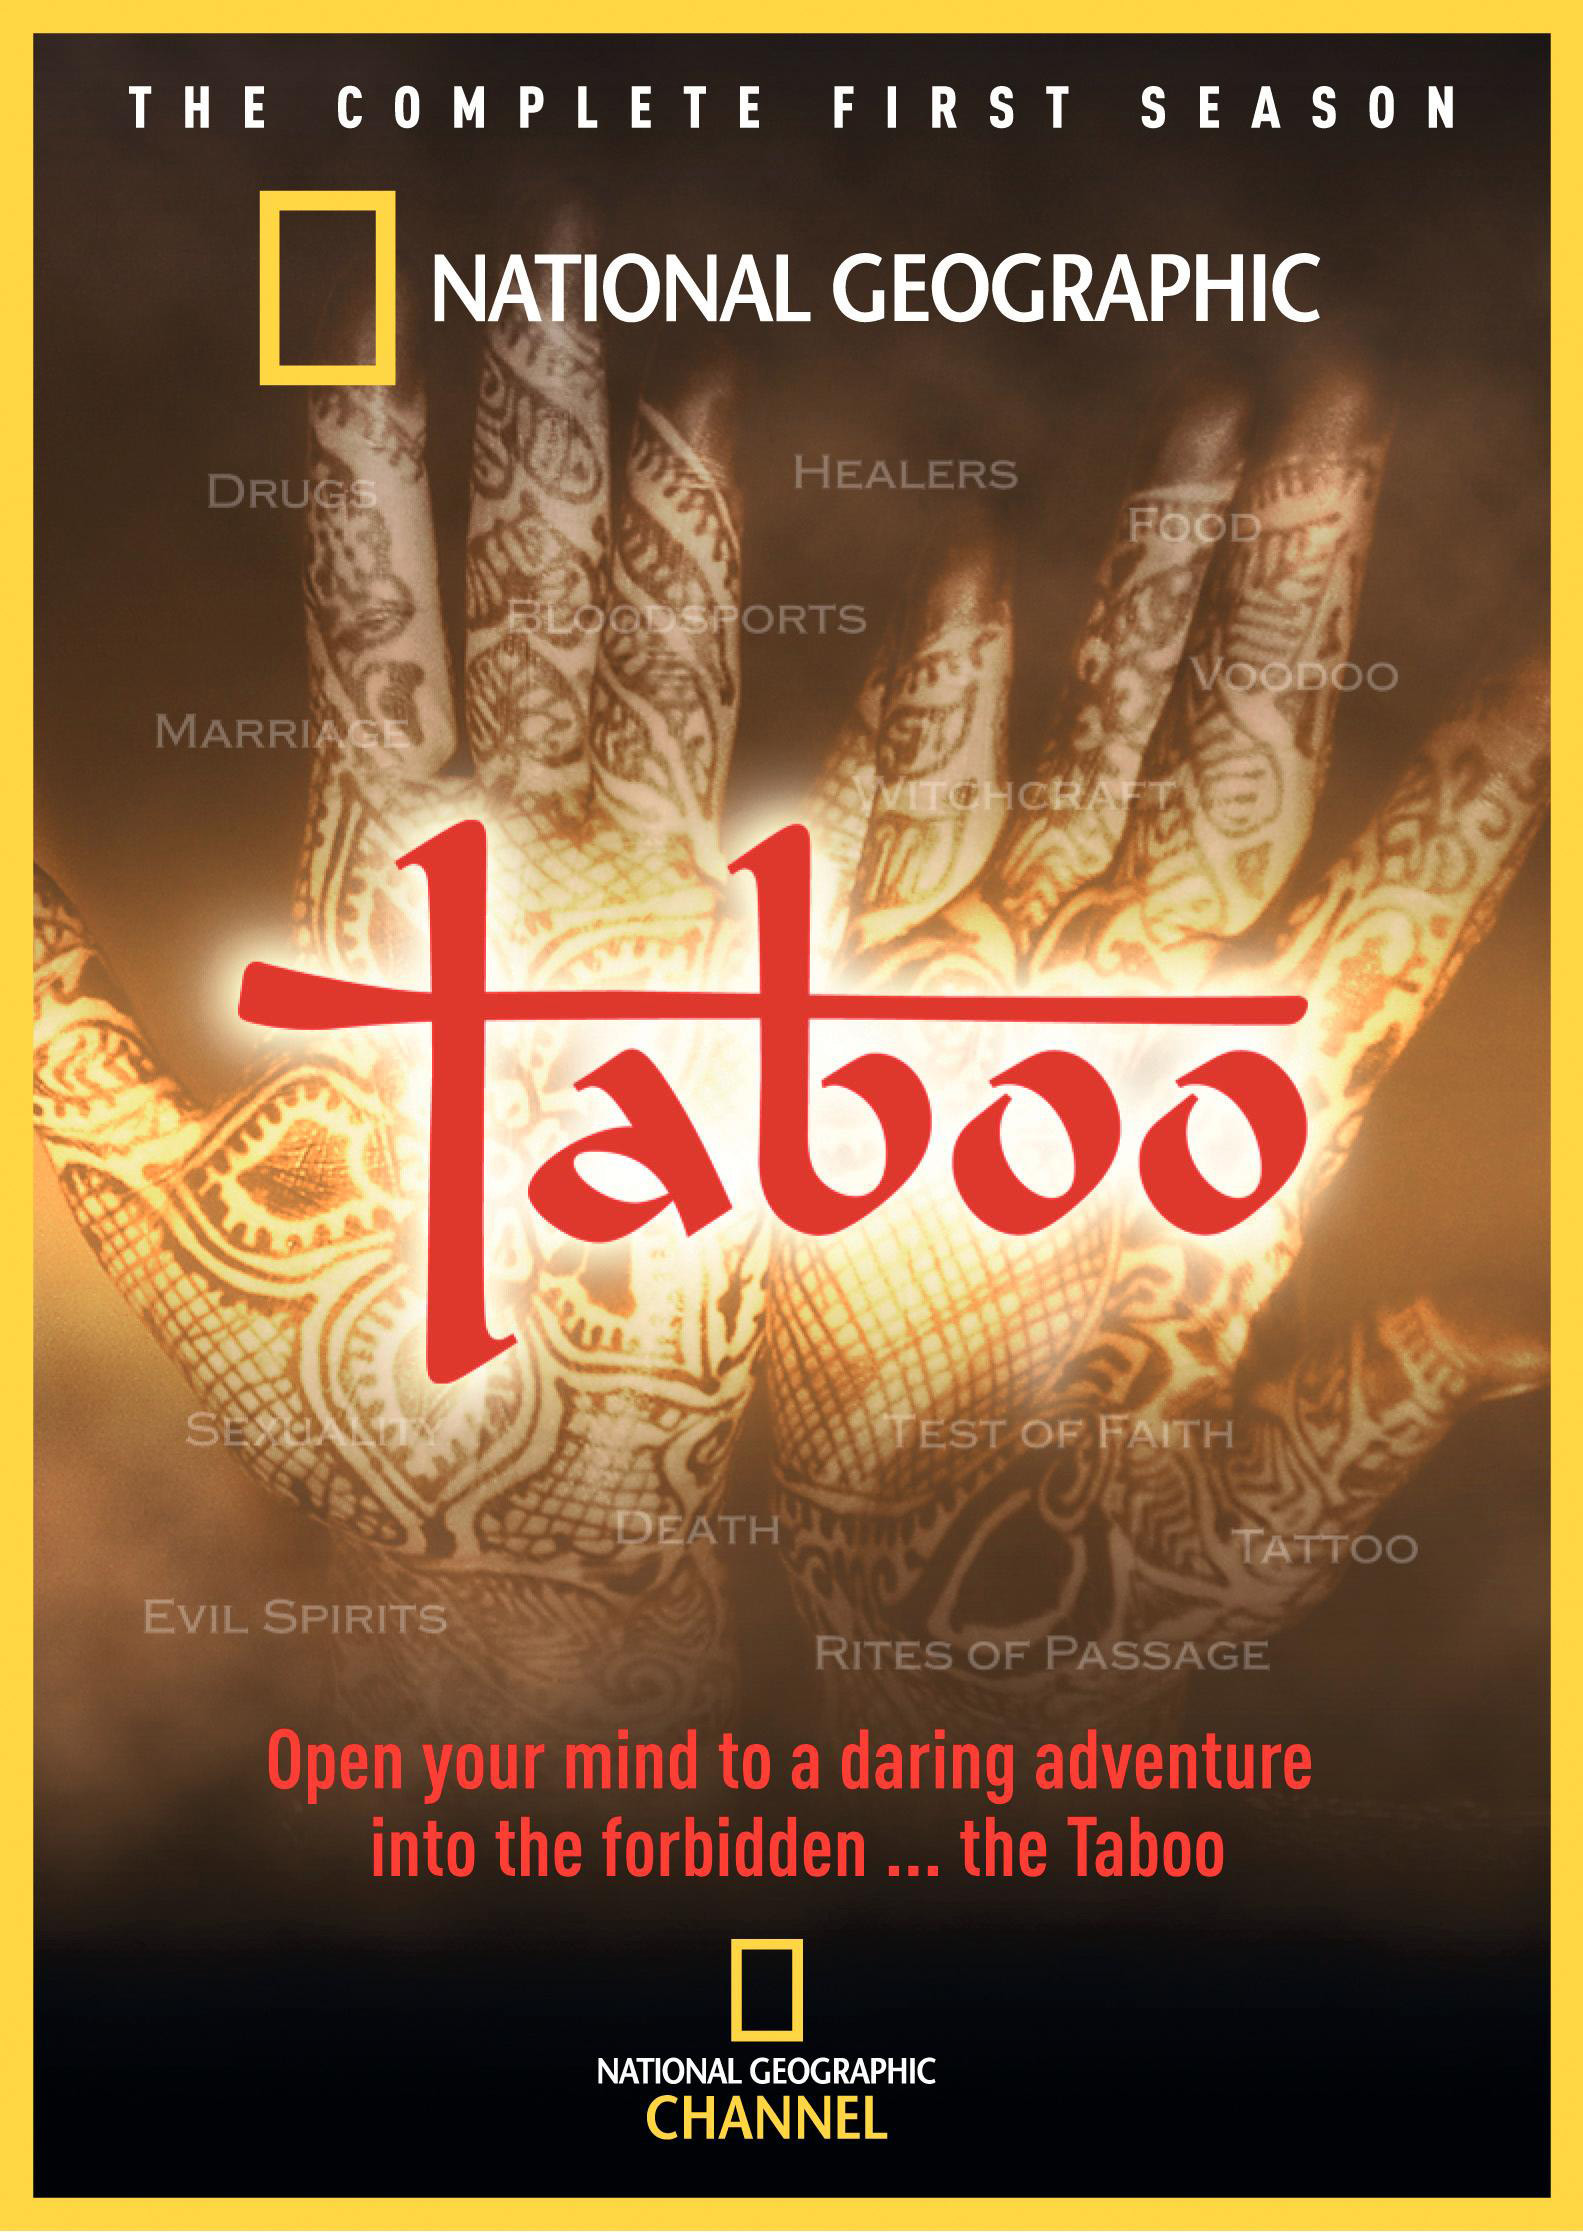 THE COMPLETE FIRST SEASON
NATIONAL GEOGRAPHIC
HEALERS
DRUGS
FOOD
BLOODSPORTS
VOODOO
MARRIAGE
WITCHCRAFT
taboo
SEXUALITY
TEST OF FAITH
DEATH
TATTOO
EVIL SPIRITS
RITES OF PASSAGE
Open your mind to a daring adventure
into the forbidden ... the Taboo
NATIONAL GEOGRAPHIC
CHANNEL